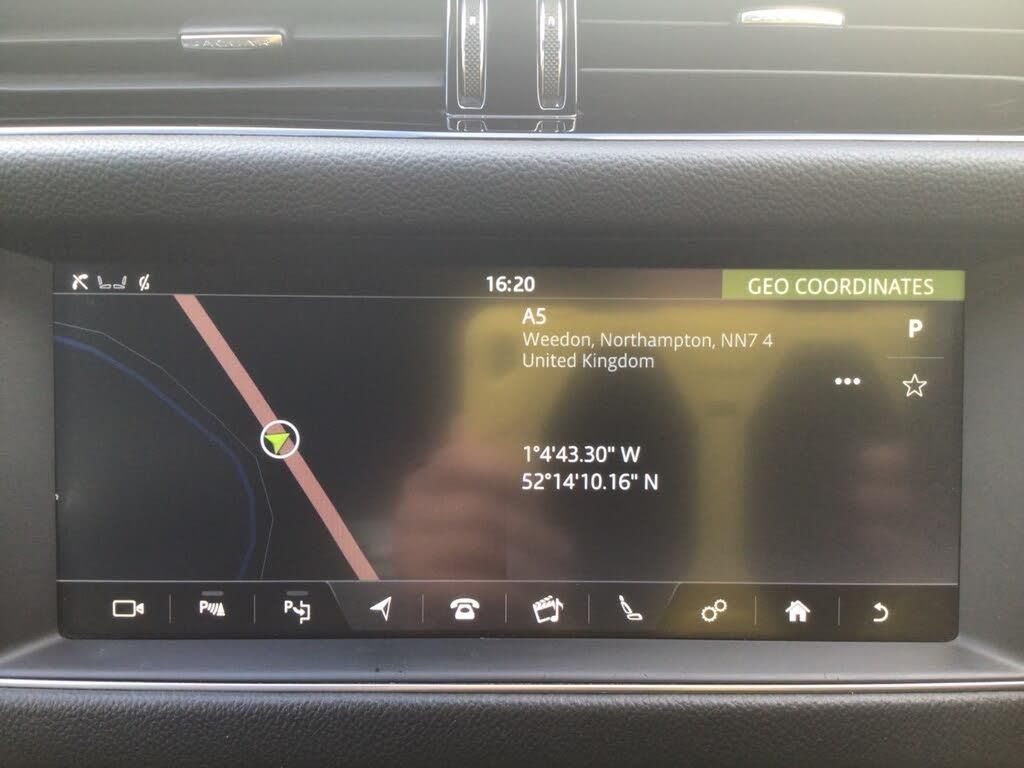 JAGUAR
16:20
GEO COORDINATES
A5
Weedon, Northampton, NN7 4
United Kingdom
P
1°4'43.30" W
52°14'10.16" N
P
P